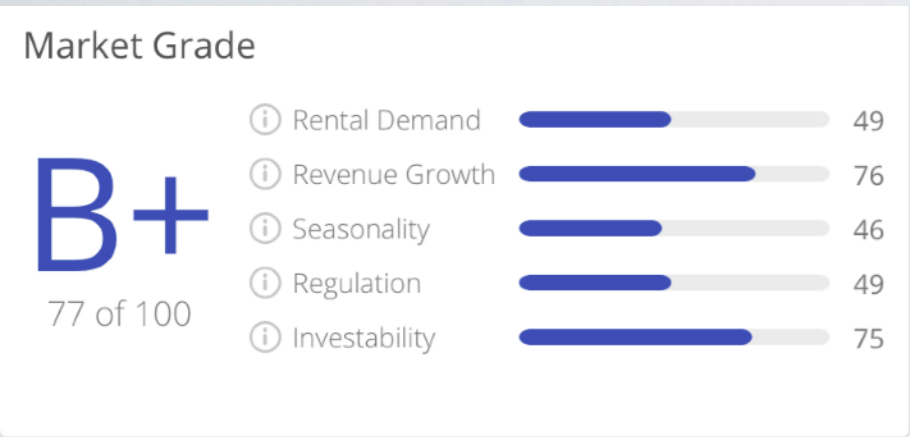 Market Grade
B+
77 of 100
Rental Demand 49
Revenue Growth 76
Seasonality 46
Regulation 49
Investability 75